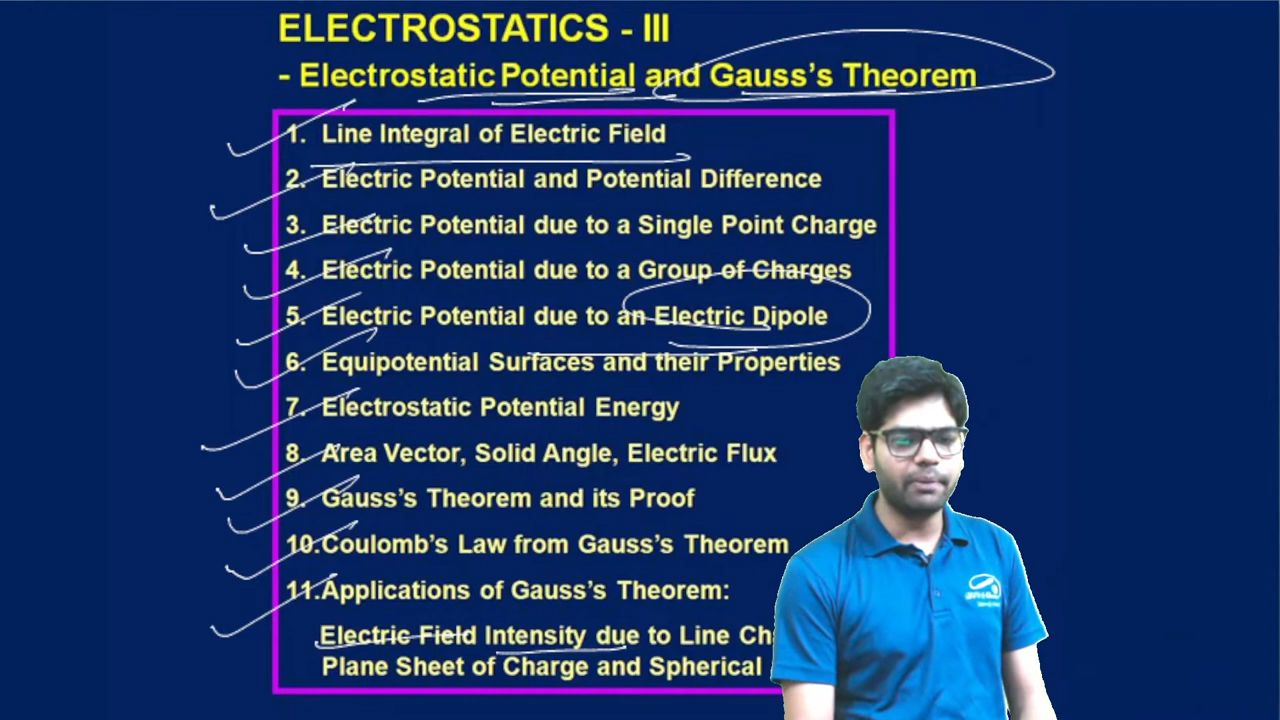 ELECTROSTATICS - III
- Electrostatic Potential and Gauss's Theorem
1. Line Integral of Electric Field
2. Electric Potential and Potential Difference
3. Electric Potential due to a Single Point Charge
4. Electric Potential due to a Group of Charges
5. Electric Potential due to an Electric Dipole
6. Equipotential Surfaces and their Properties
7. Electrostatic Potential Energy
8. Area Vector, Solid Angle, Electric Flux
9. Gauss's Theorem and its Proof
10.Coulomb's Law from Gauss's Theorem
11.Applications of Gauss's Theorem:
Electric Field Intensity due to Line
Plane Sheet of Charge and Spherical